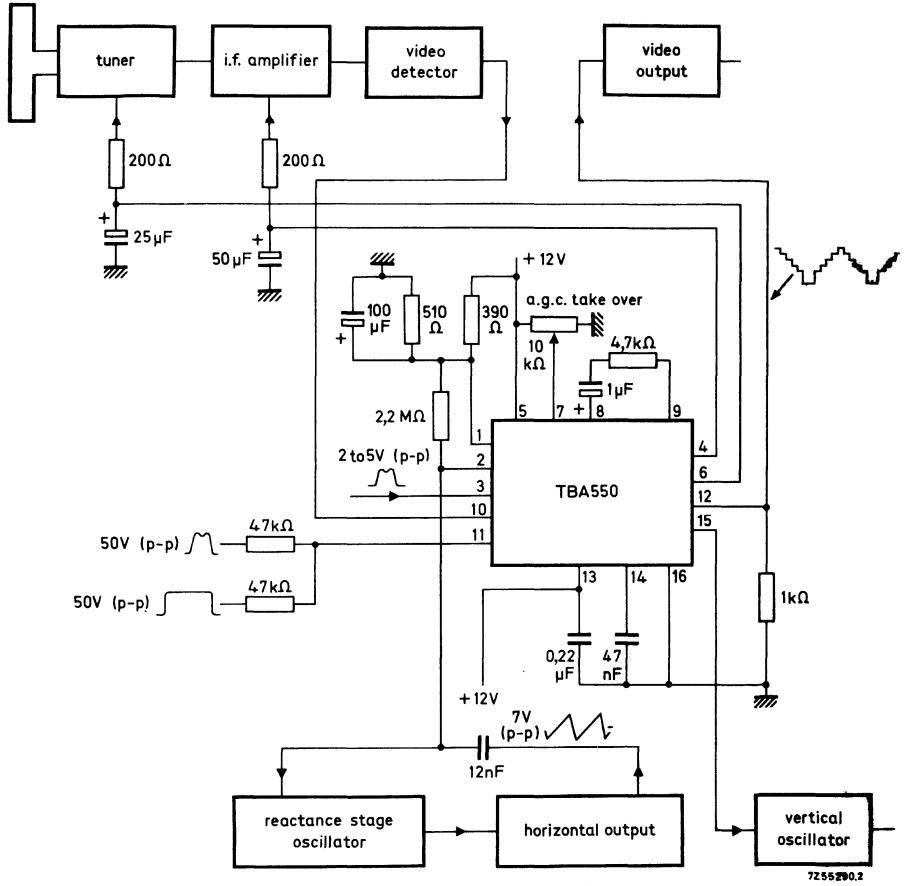 tuner
i.f. amplifier
video
detector
video
output
200Ω
200Ω
+
25µF
+
50µF
+12V
100
µF
+
510
Ω
390
Ω
a.g.c. take over
10
kΩ
4,7kΩ
1µF
+
2,2MΩ
5
7
8
9
1
2
3
10
11
4
6
12
15
13
14
16
TBA550
2 to 5V (p-p)
50V (p-p)
47kΩ
50V (p-p)
47kΩ
1kΩ
0,22
µF
47
nF
+12V
7V
(p-p)
12nF
reactance stage
oscillator
horizontal output
vertical
oscillator
7Z55290.2